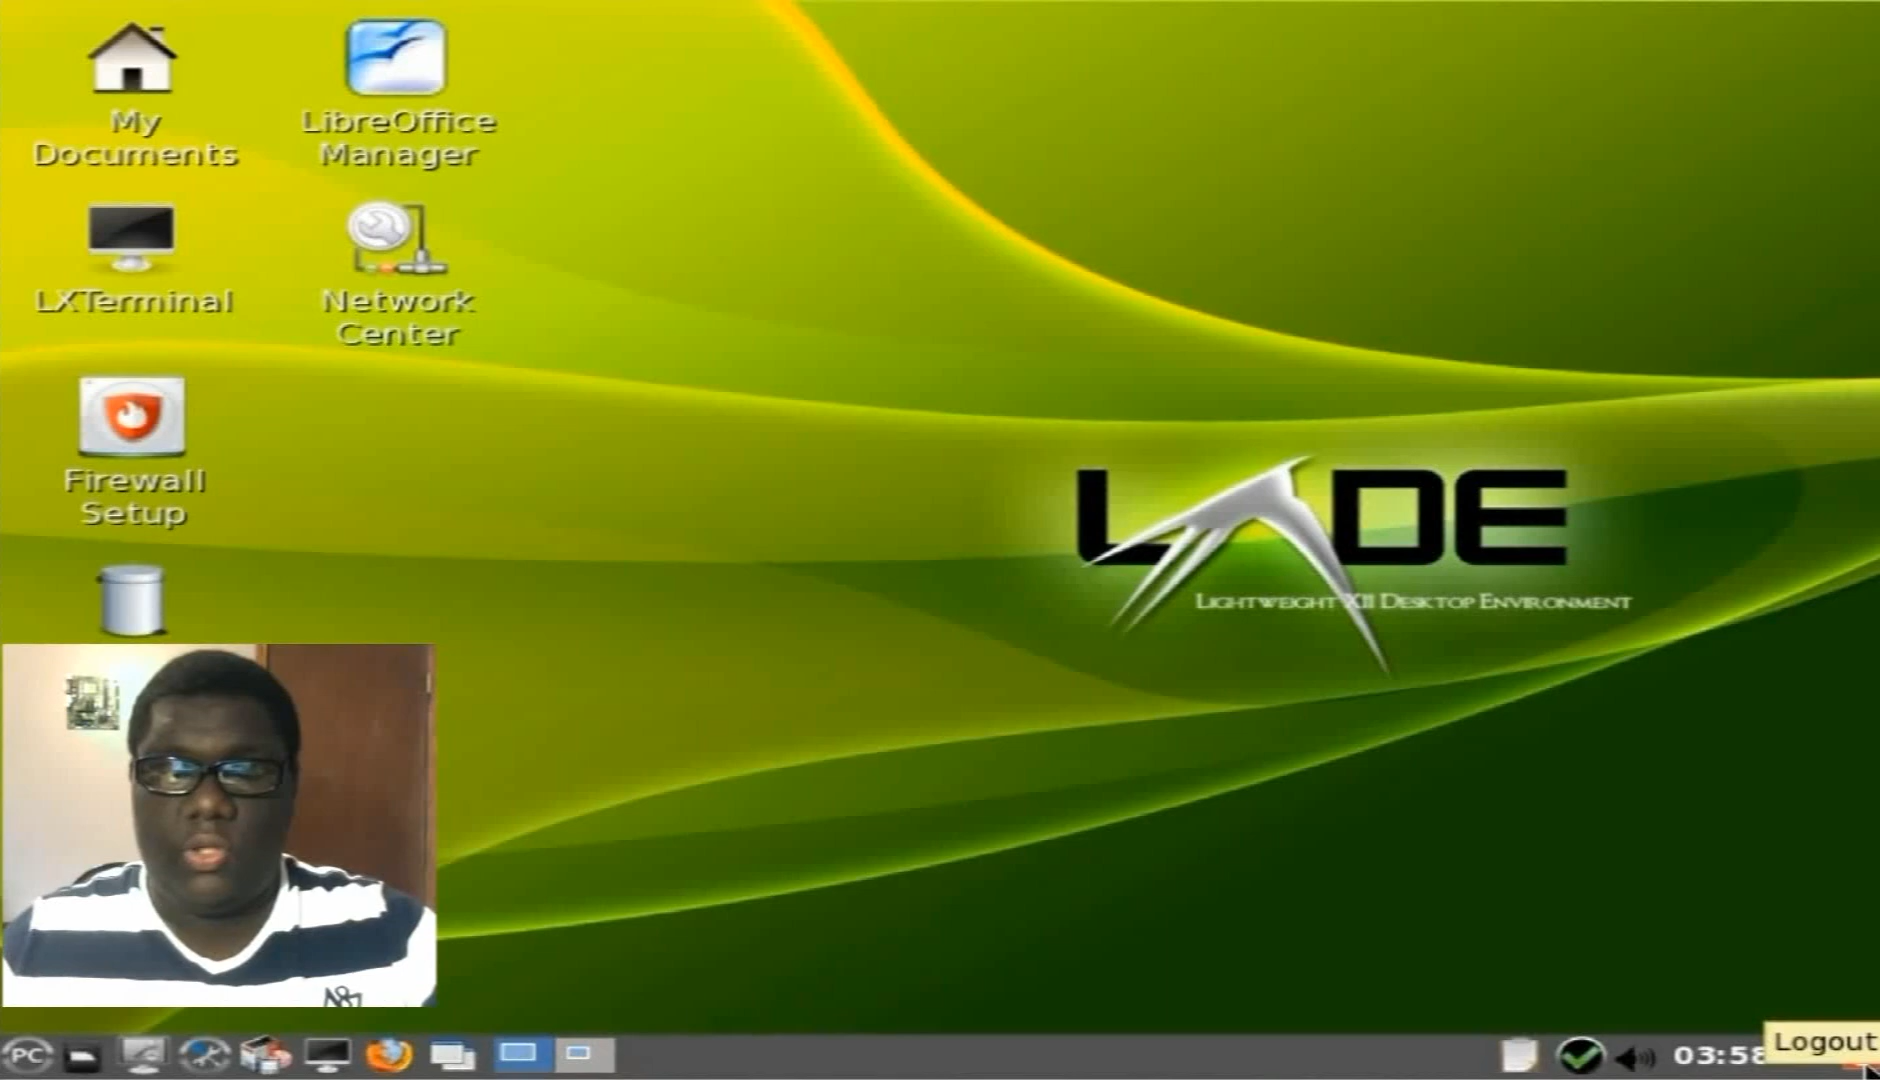 My
Documents
LibreOffice
Manager
LXTerminal
Network
Center
Firewall
Setup
LXDE
LIGHTWEIGHT X11 DESKTOP ENVIRONMENT
PC
03:58
Logout